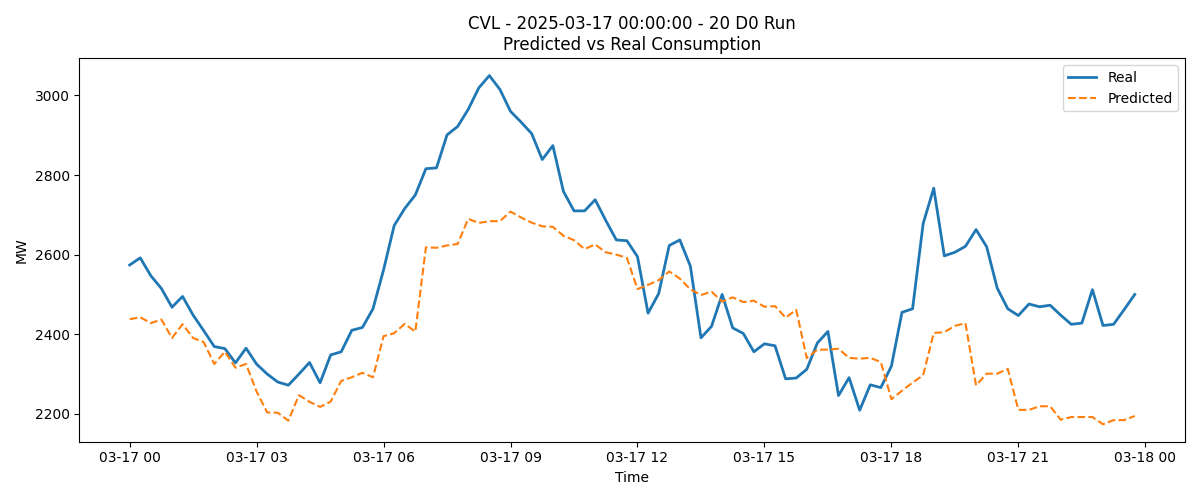 CVL - 2025-03-17 00:00:00 - 20 D0 Run
Predicted vs Real Consumption
Real
Predicted
MW
3000
2800
2600
2400
2200
03-17 00
03-17 03
03-17 06
03-17 09
03-17 12
03-17 15
03-17 18
03-17 21
03-18 00
Time